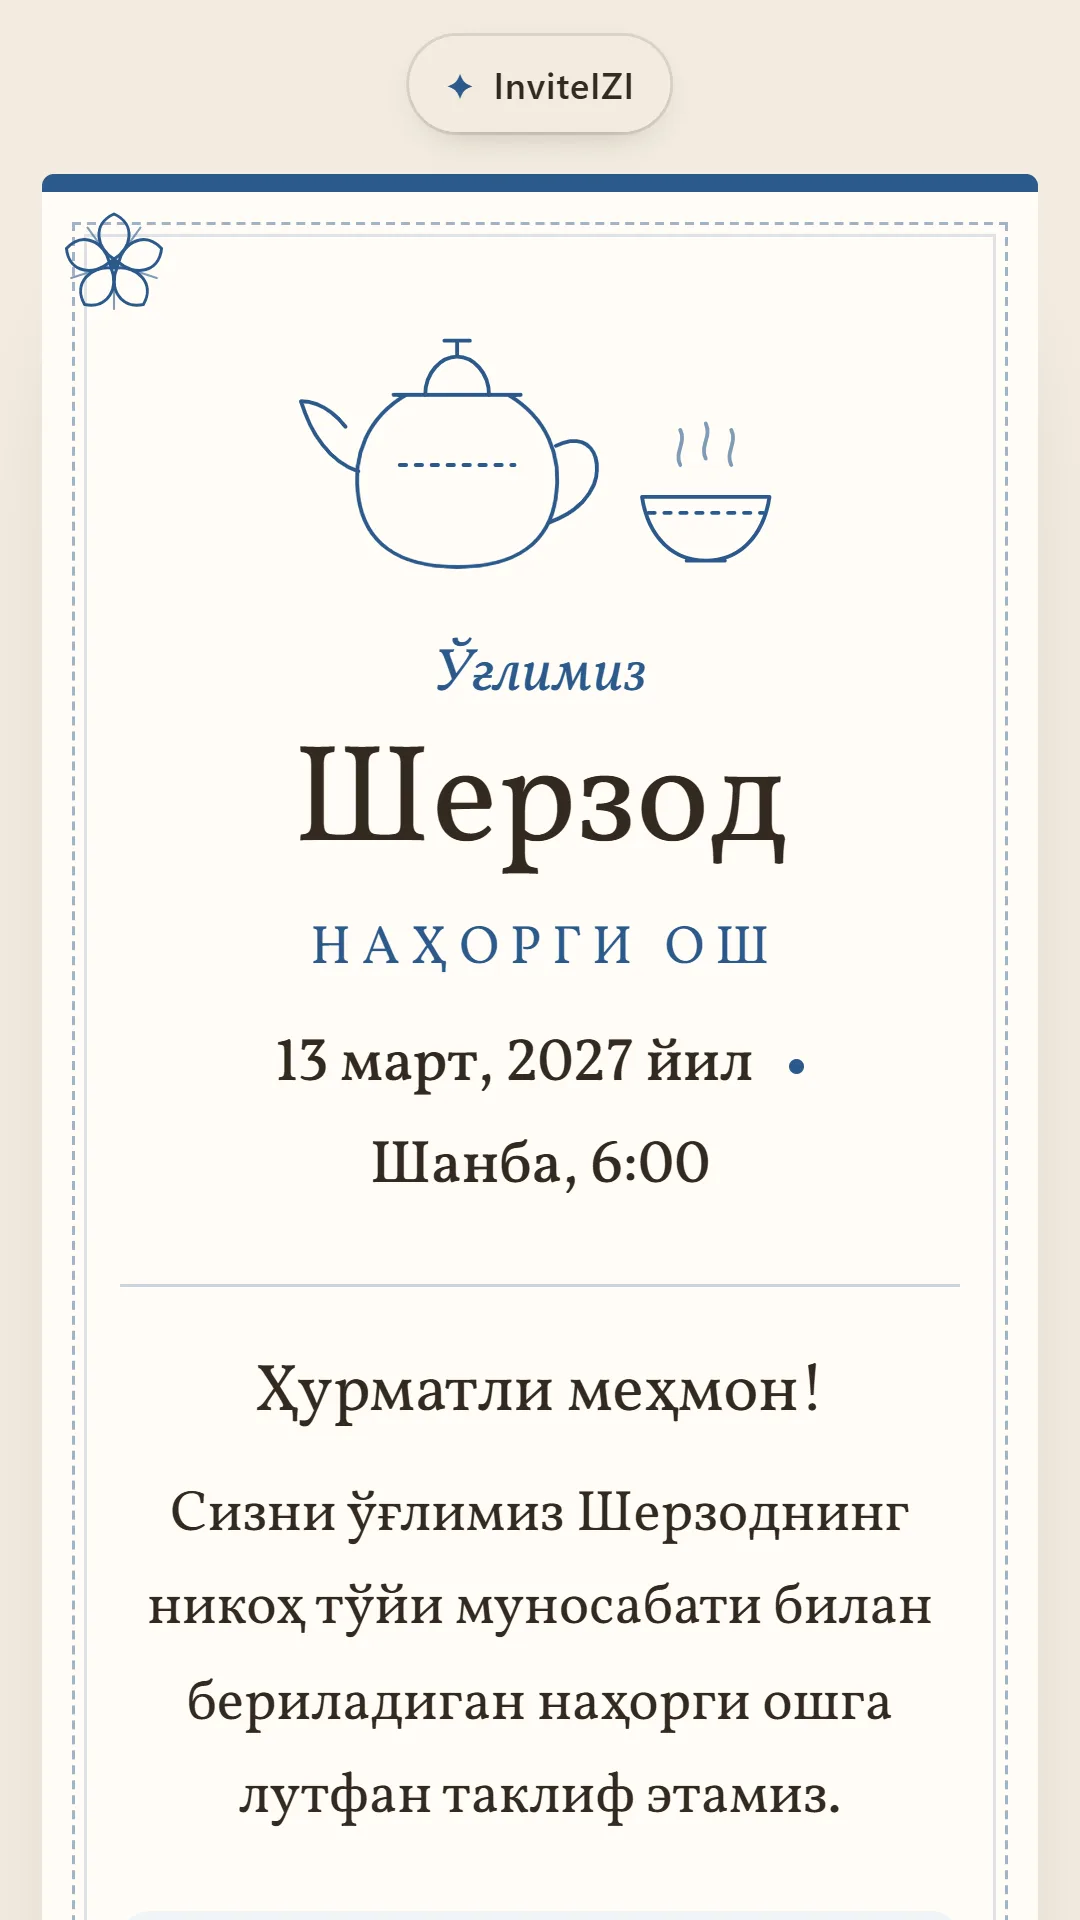 InviteIZI
Ўғлимиз
Шерзод
НАҲОРГИ ОШ
13 март, 2027 йил •
Шанба, 6:00
Ҳурматли меҳмон!
Сизни ўғлимиз Шерзоднинг
никоҳ тўйи муносабати билан
бериладиган наҳорги ошга
лутфан таклиф этамиз.